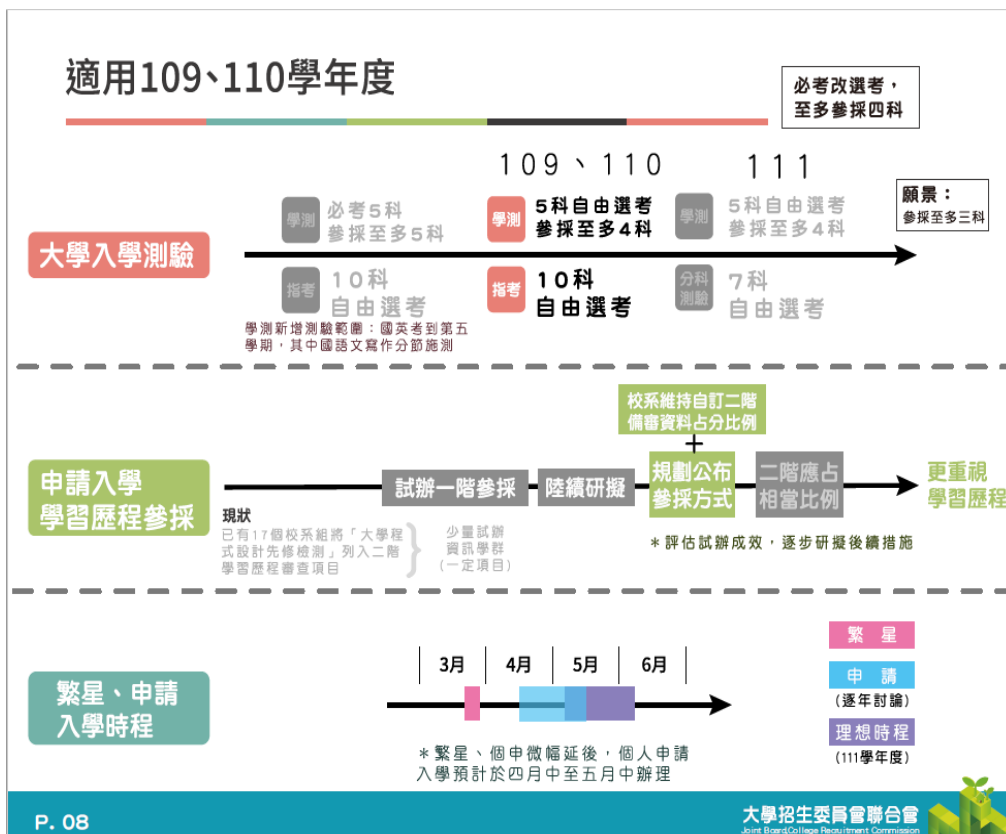 適用109、110學年度
必考改選考，
至多參採四科
109、110
111
學測
必考5科
參採至多5科
學測
5科自由選考
參採至多4科
學測
5科自由選考
參採至多4科
願景：
參採至多三科
大學入學測驗
指考
10科
自由選考
指考
10科
自由選考
分科
測驗
7科
自由選考
學測新增測驗範圍：國英考到第五
學期，其中國語文寫作分節施測
校系維持自訂二階
備審資料占分比例
+
申請入學
學習歷程參採
試辦一階參採
陸續研擬
規劃公布
參採方式
二階應占
相當比例
更重視
學習歷程
現狀
已有17個校系組將「大學程
式設計先修檢測」列入二階
學習歷程審查項目
少量試辦
資訊學群
(一定項目)
*評估試辦成效，逐步研擬後續措施
繁星、申請
入學時程
3月
4月
5月
6月
繁星
申請
(逐年討論)
理想時程
(111學年度)
*繁星、個申微幅延後，個人申請
入學預計於四月中至五月中辦理
P. 08
大學招生委員會聯合會
Joint Board,College Recruitment Commission